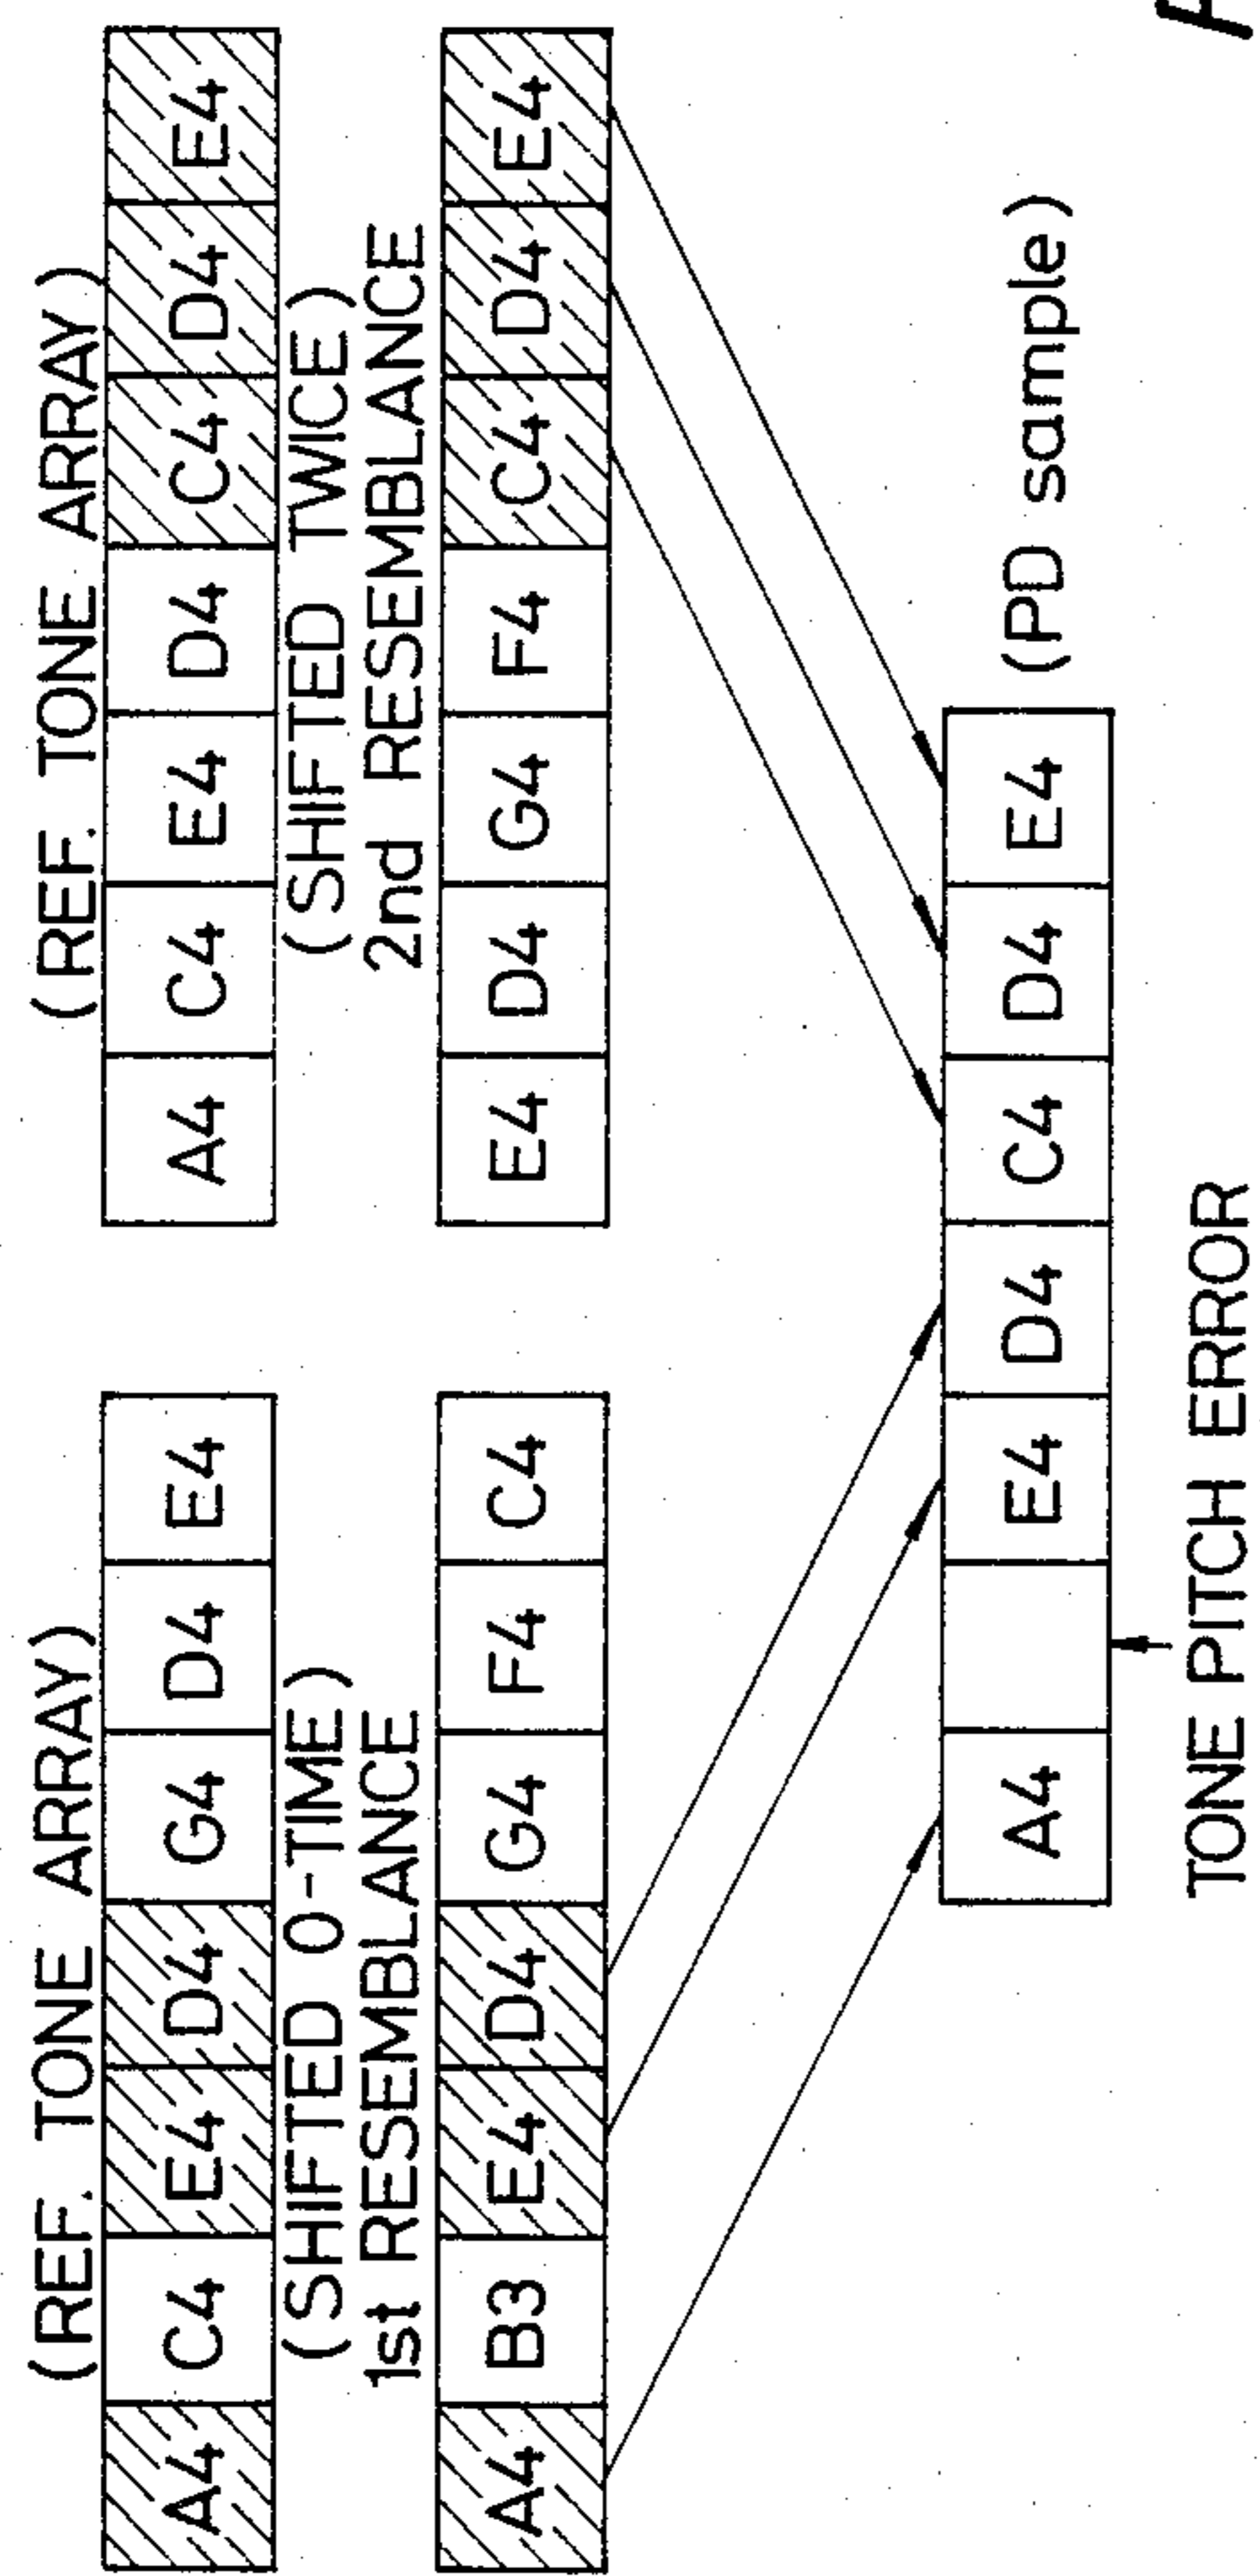 (REF. TONE ARRAY)
A4 C4 E4 D4 G4 D4 E4
(SHIFTED 0-TIME)
1st RESEMBLANCE
A4 B3 E4 D4 G4 F4 C4
(REF. TONE ARRAY)
A4 C4 E4 D4 C4 D4 E4
(SHIFTED TWICE)
2nd RESEMBLANCE
E4 D4 G4 F4 C4 D4 E4
A4 E4 D4 C4 D4 E4 (PD sample)
TONE PITCH ERROR